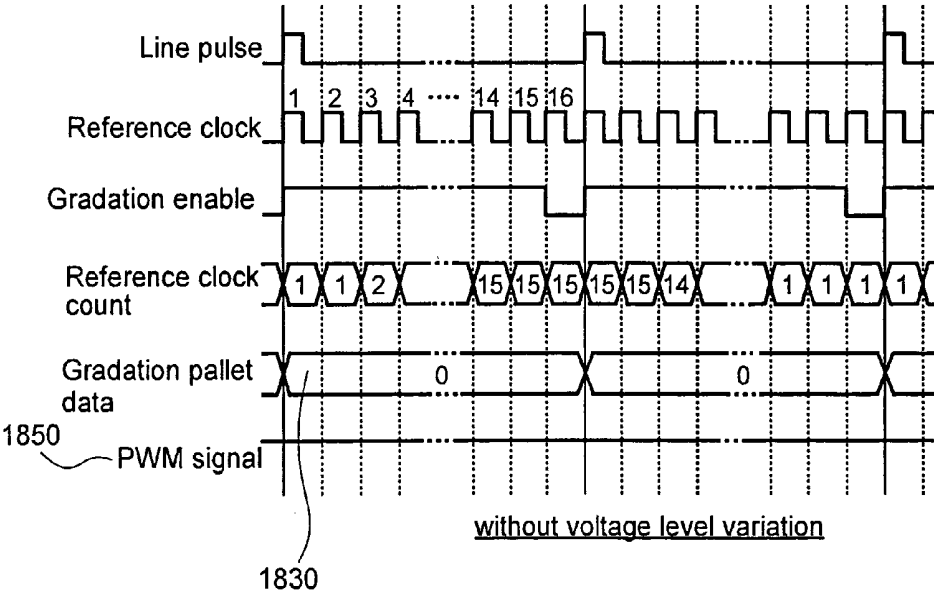 Line pulse
1 2 3 4 ···· 14 15 16
Reference clock
Gradation enable
Reference clock
count
1 1 2 15 15 15 15 15 14 1 1 1 1
Gradation pallet
data
0 0
1850
PWM signal
without voltage level variation
1830